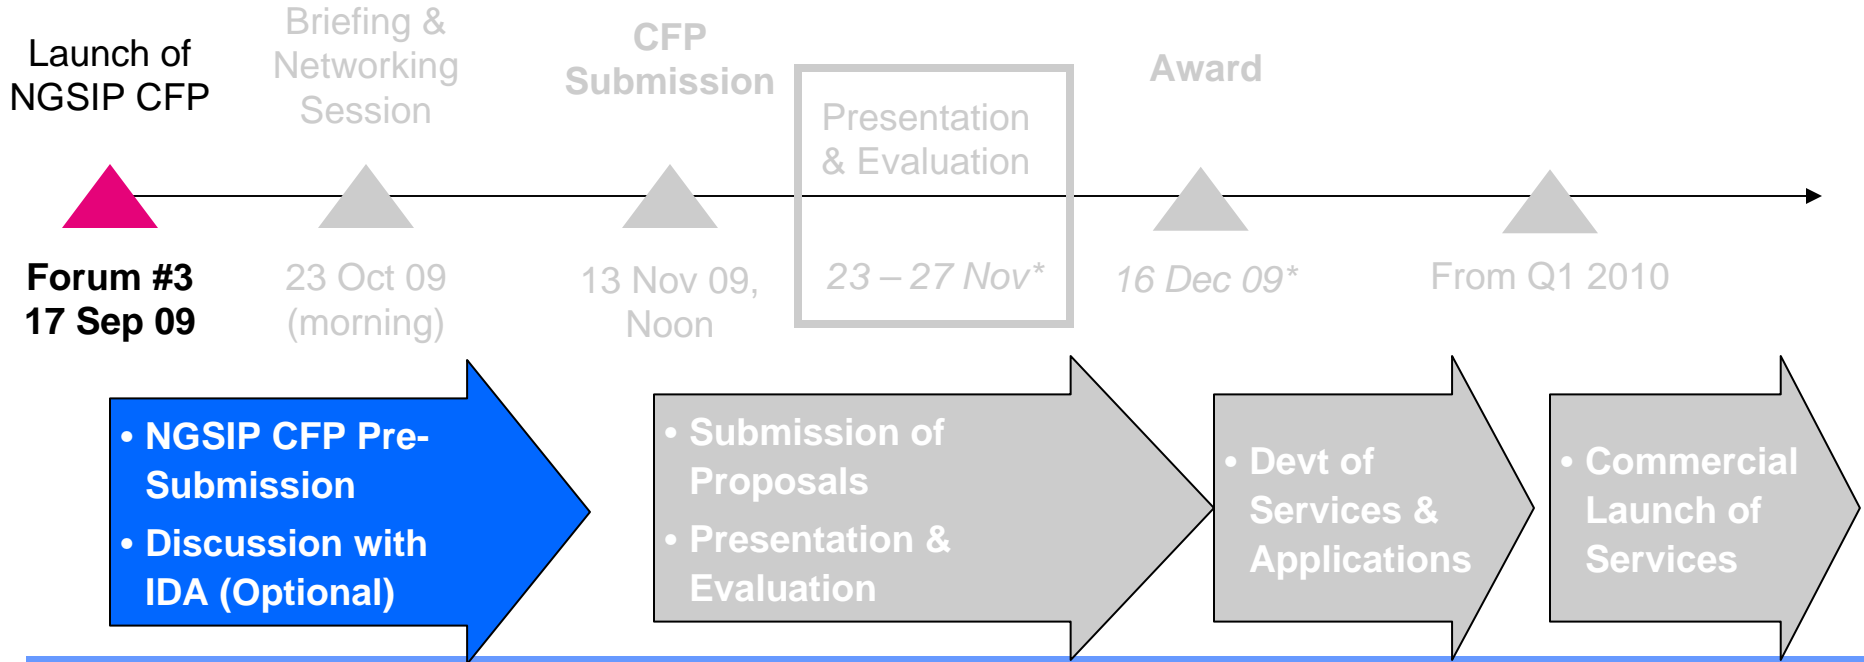 Launch of
NGSIP CFP
Briefing &
Networking
Session
CFP
Submission
Presentation
& Evaluation
Award
Forum #3
17 Sep 09
23 Oct 09
(morning)
13 Nov 09,
Noon
23 – 27 Nov*
16 Dec 09*
From Q1 2010
• NGSIP CFP Pre-
Submission
• Discussion with
IDA (Optional)
• Submission of
Proposals
• Presentation &
Evaluation
• Devt of
Services &
Applications
• Commercial
Launch of
Services